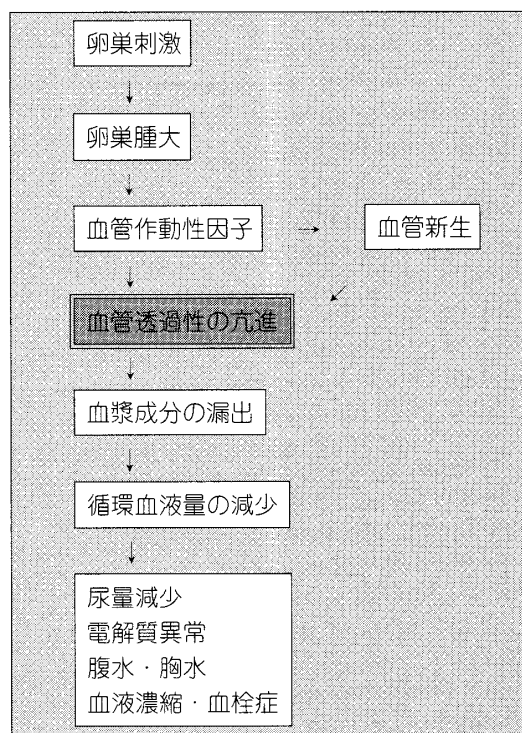 卵巣刺激
卵巣腫大
血管作動性因子
血管新生
血管透過性の亢進
血漿成分の漏出
循環血液量の減少
尿量減少
電解質異常
腹水・胸水
血液濃縮・血栓症